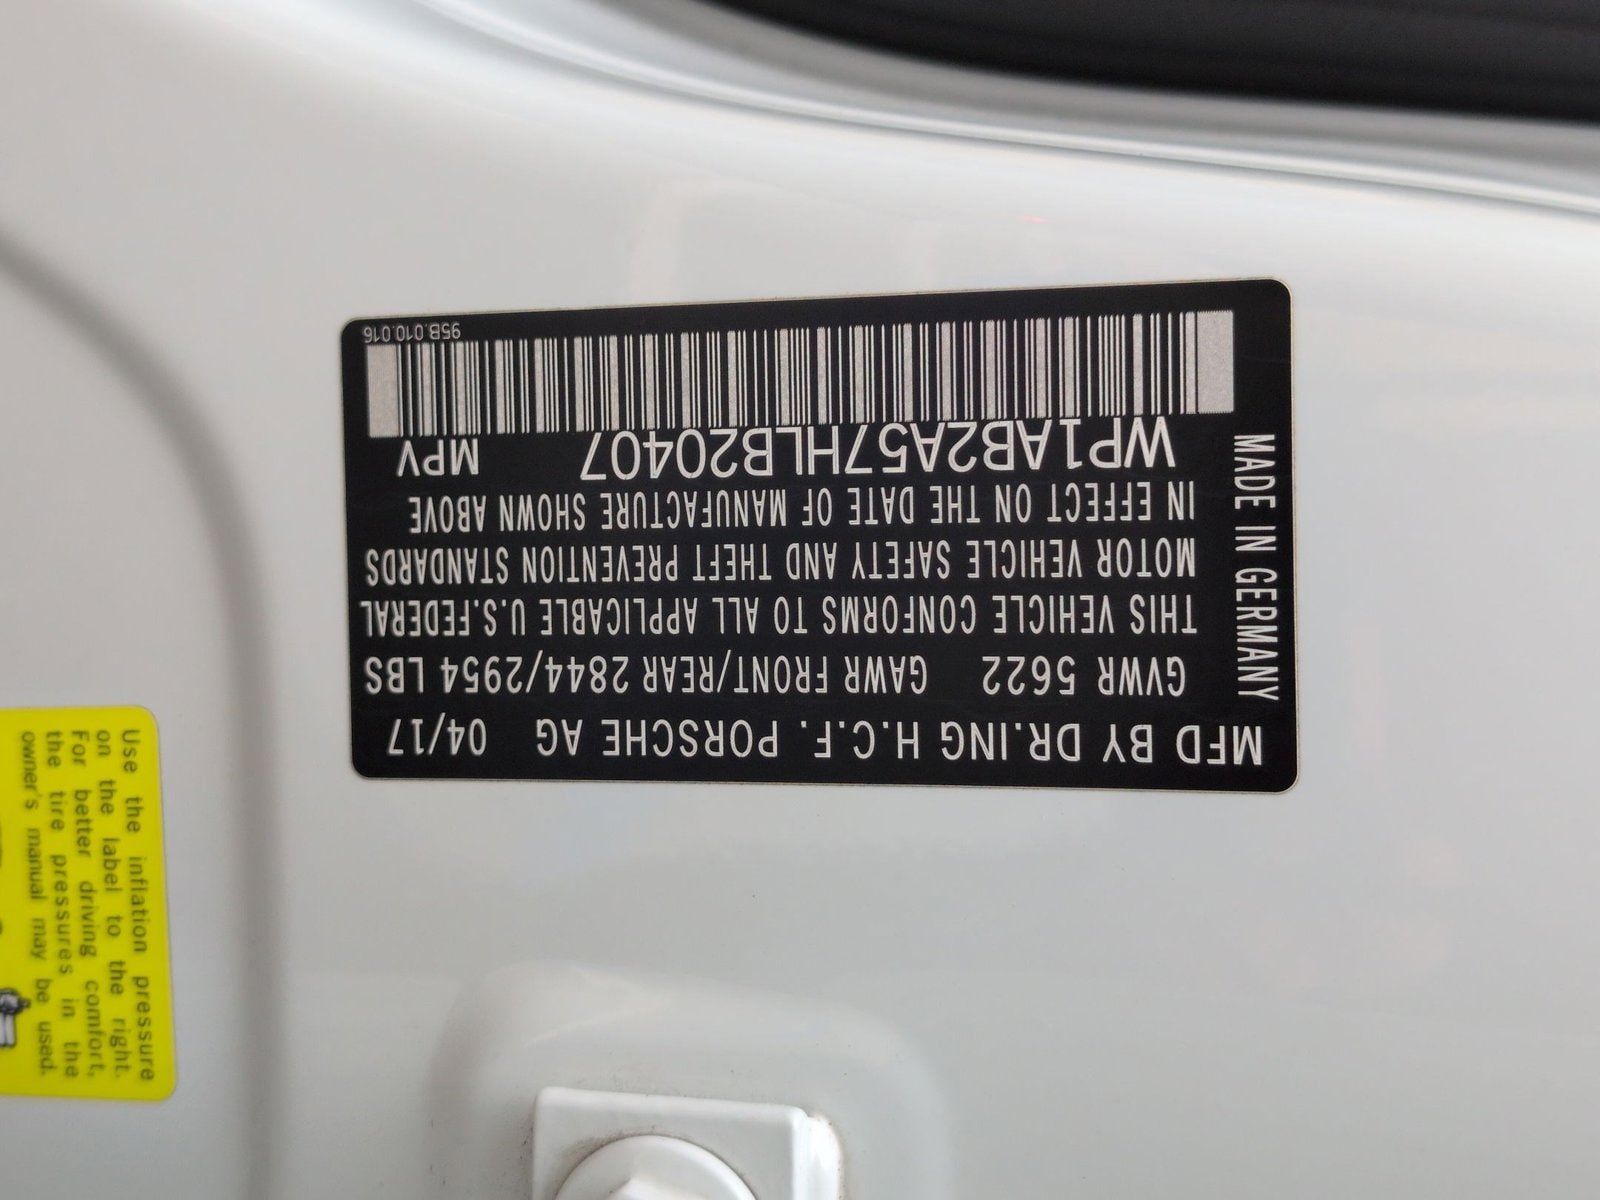 MFD BY DR.ING H.C.F. PORSCHE AG 04/17
GVWR 5622 GAWR FRONT/REAR 2844/2954 LBS
THIS VEHICLE CONFORMS TO ALL APPLICABLE U.S.FEDERAL
MOTOR VEHICLE SAFETY AND THEFT PREVENTION STANDARDS
IN EFFECT ON THE DATE OF MANUFACTURE SHOWN ABOVE
WP1AB2A57HLB20407 MPV
95B.010.016
MADE IN GERMANY
Use the inflation pressure
on the label to the right.
For better driving comfort,
the tire pressures in the
owner's manual may be used.